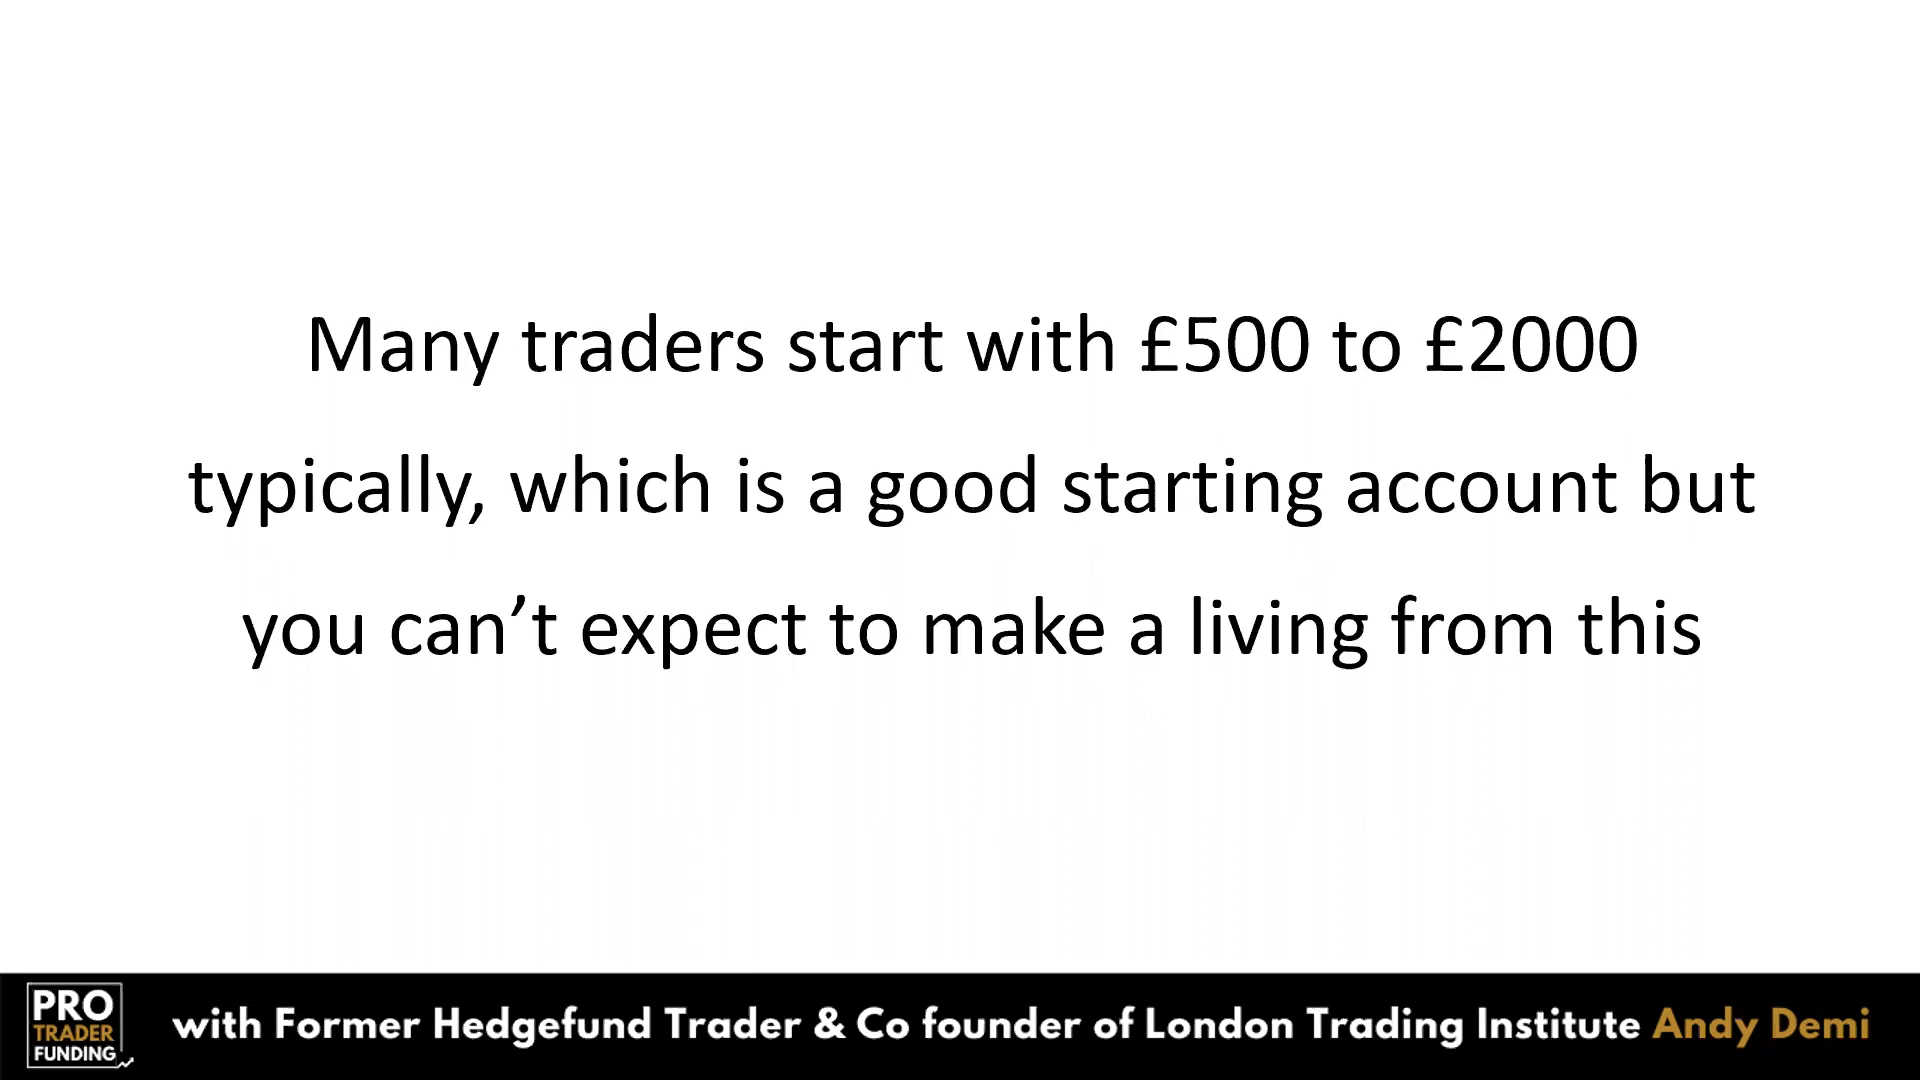 Many traders start with £500 to £2000
typically, which is a good starting account but
you can’t expect to make a living from this
PRO
TRADER
FUNDING
with Former Hedgefund Trader & Co founder of London Trading Institute Andy Demi